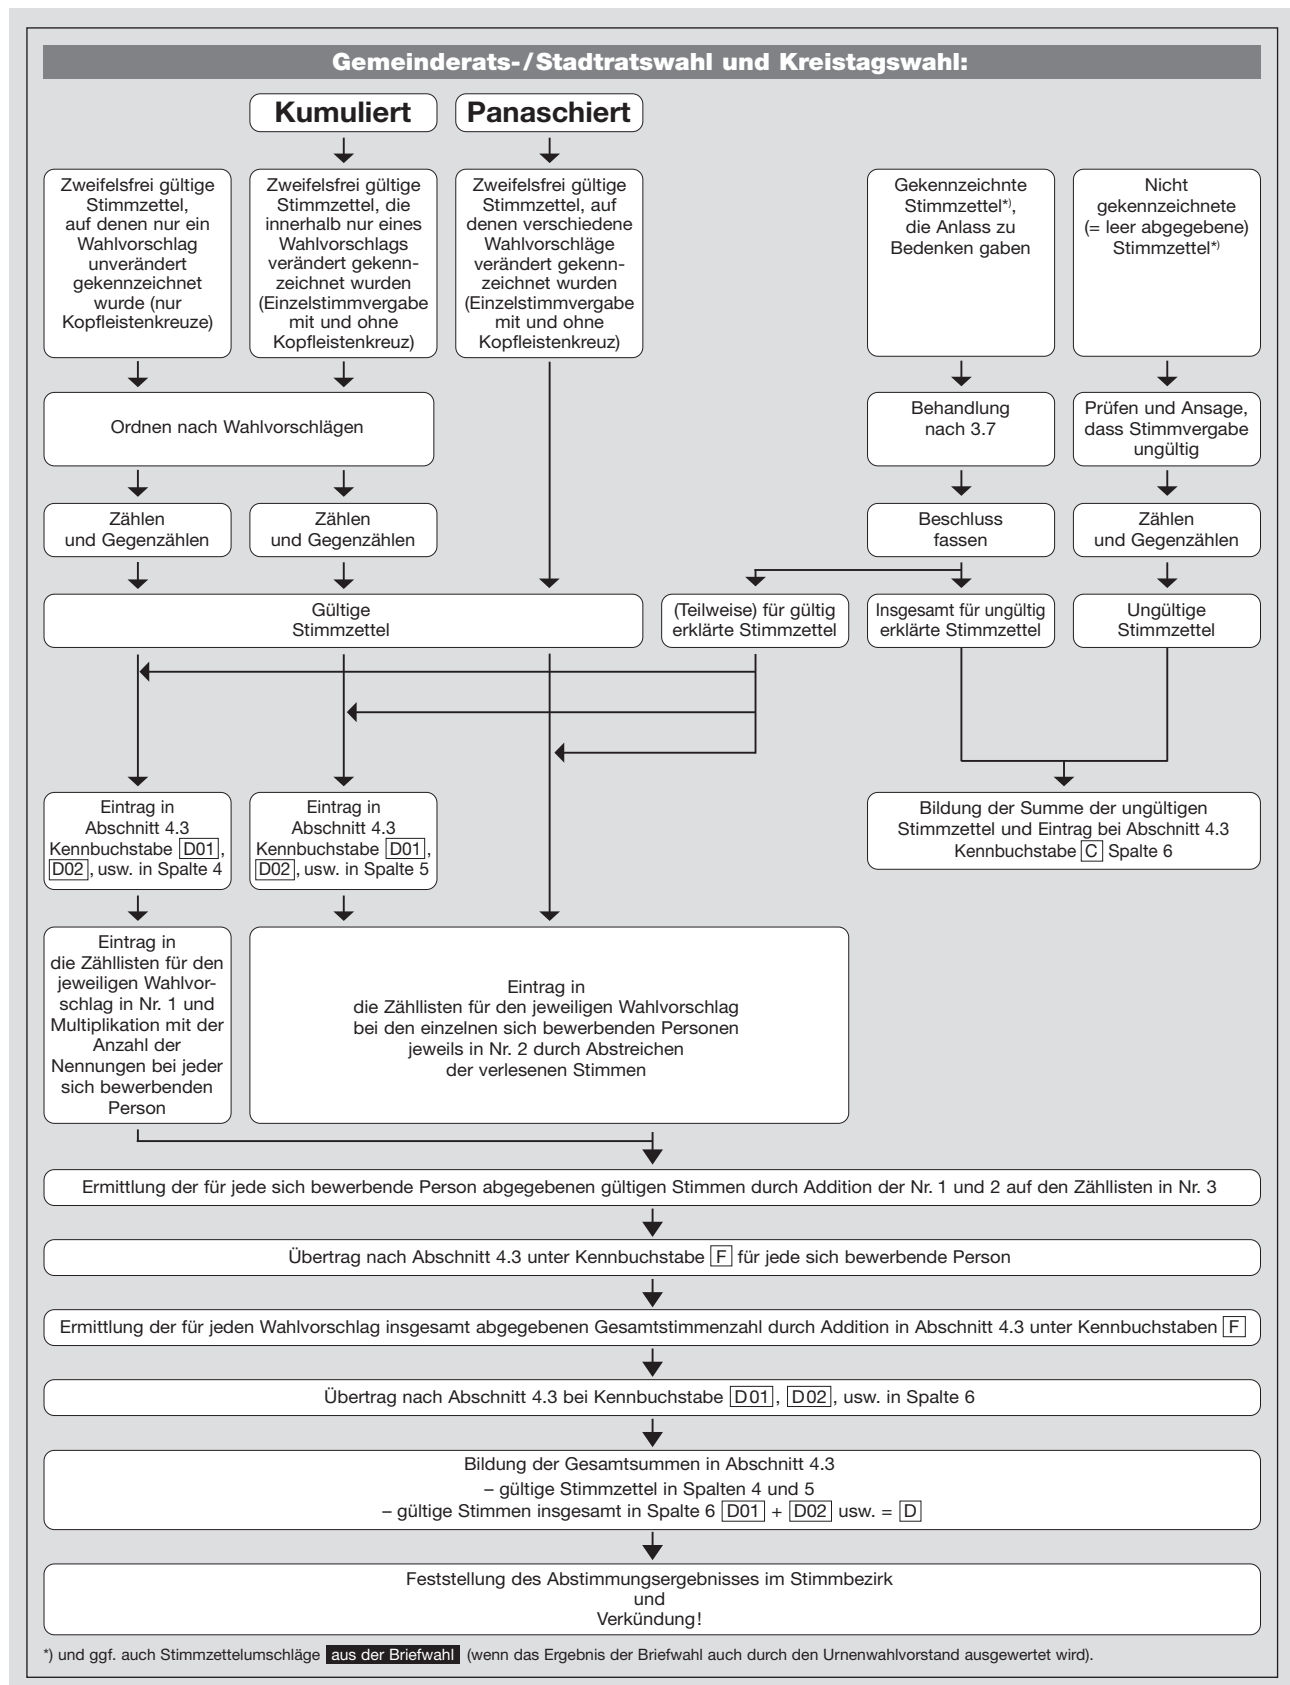 Gemeinderats-/Stadtratswahl und Kreistagswahl:
Kumuliert
Panaschiert
Zweifelsfrei gültige
Stimmzettel,
auf denen nur ein
Wahlvorschlag
unverändert
gekennzeichnet
wurde (nur
Kopfleistenkreuze)
Zweifelsfrei gültige
Stimmzettel, die
innerhalb nur eines
Wahlvorschlags
verändert gekenn-
zeichnet wurden
(Einzelstimmvergabe
mit und ohne
Kopfleistenkreuz)
Zweifelsfrei gültige
Stimmzettel, auf
denen verschiedene
Wahlvorschläge
verändert gekenn-
zeichnet wurden
(Einzelstimmvergabe
mit und ohne
Kopfleistenkreuz)
Gekennzeichnte
Stimmzettel*),
die Anlass zu
Bedenken gaben
Nicht
gekennzeichnete
(= leer abgegebene)
Stimmzettel*)
Ordnen nach Wahlvorschlägen
Behandlung
nach 3.7
Prüfen und Ansage,
dass Stimmvergabe
ungültig
Zählen
und Gegenzählen
Zählen
und Gegenzählen
Beschluss
fassen
Zählen
und Gegenzählen
Gültige
Stimmzettel
(Teilweise) für gültig
erklärte Stimmzettel
Insgesamt für ungültig
erklärte Stimmzettel
Ungültige
Stimmzettel
Eintrag in
Abschnitt 4.3
Kennbuchstabe D01,
D02, usw. in Spalte 4
Eintrag in
Abschnitt 4.3
Kennbuchstabe D01,
D02, usw. in Spalte 5
Bildung der Summe der ungültigen
Stimmzettel und Eintrag bei Abschnitt 4.3
Kennbuchstabe C Spalte 6
Eintrag in
die Zähllisten für den
jeweiligen Wahlvor-
schlag in Nr. 1 und
Multiplikation mit der
Anzahl der
Nennungen bei jeder
sich bewerbenden
Person
Eintrag in
die Zähllisten für den jeweiligen Wahlvorschlag
bei den einzelnen sich bewerbenden Personen
jeweils in Nr. 2 durch Abstreichen
der verlesenen Stimmen
Ermittlung der für jede sich bewerbende Person abgegebenen gültigen Stimmen durch Addition der Nr. 1 und 2 auf den Zähllisten in Nr. 3
Übertrag nach Abschnitt 4.3 unter Kennbuchstabe F für jede sich bewerbende Person
Ermittlung der für jeden Wahlvorschlag insgesamt abgegebenen Gesamtstimmenzahl durch Addition in Abschnitt 4.3 unter Kennbuchstaben F
Übertrag nach Abschnitt 4.3 bei Kennbuchstabe D01, D02, usw. in Spalte 6
Bildung der Gesamtsummen in Abschnitt 4.3
– gültige Stimmzettel in Spalten 4 und 5
– gültige Stimmen insgesamt in Spalte 6 D01 + D02 usw. = D
Feststellung des Abstimmungsergebnisses im Stimmbezirk
und
Verkündung!
*) und ggf. auch Stimmzettelumschläge aus der Briefwahl (wenn das Ergebnis der Briefwahl auch durch den Urnenwahlvorstand ausgewertet wird).